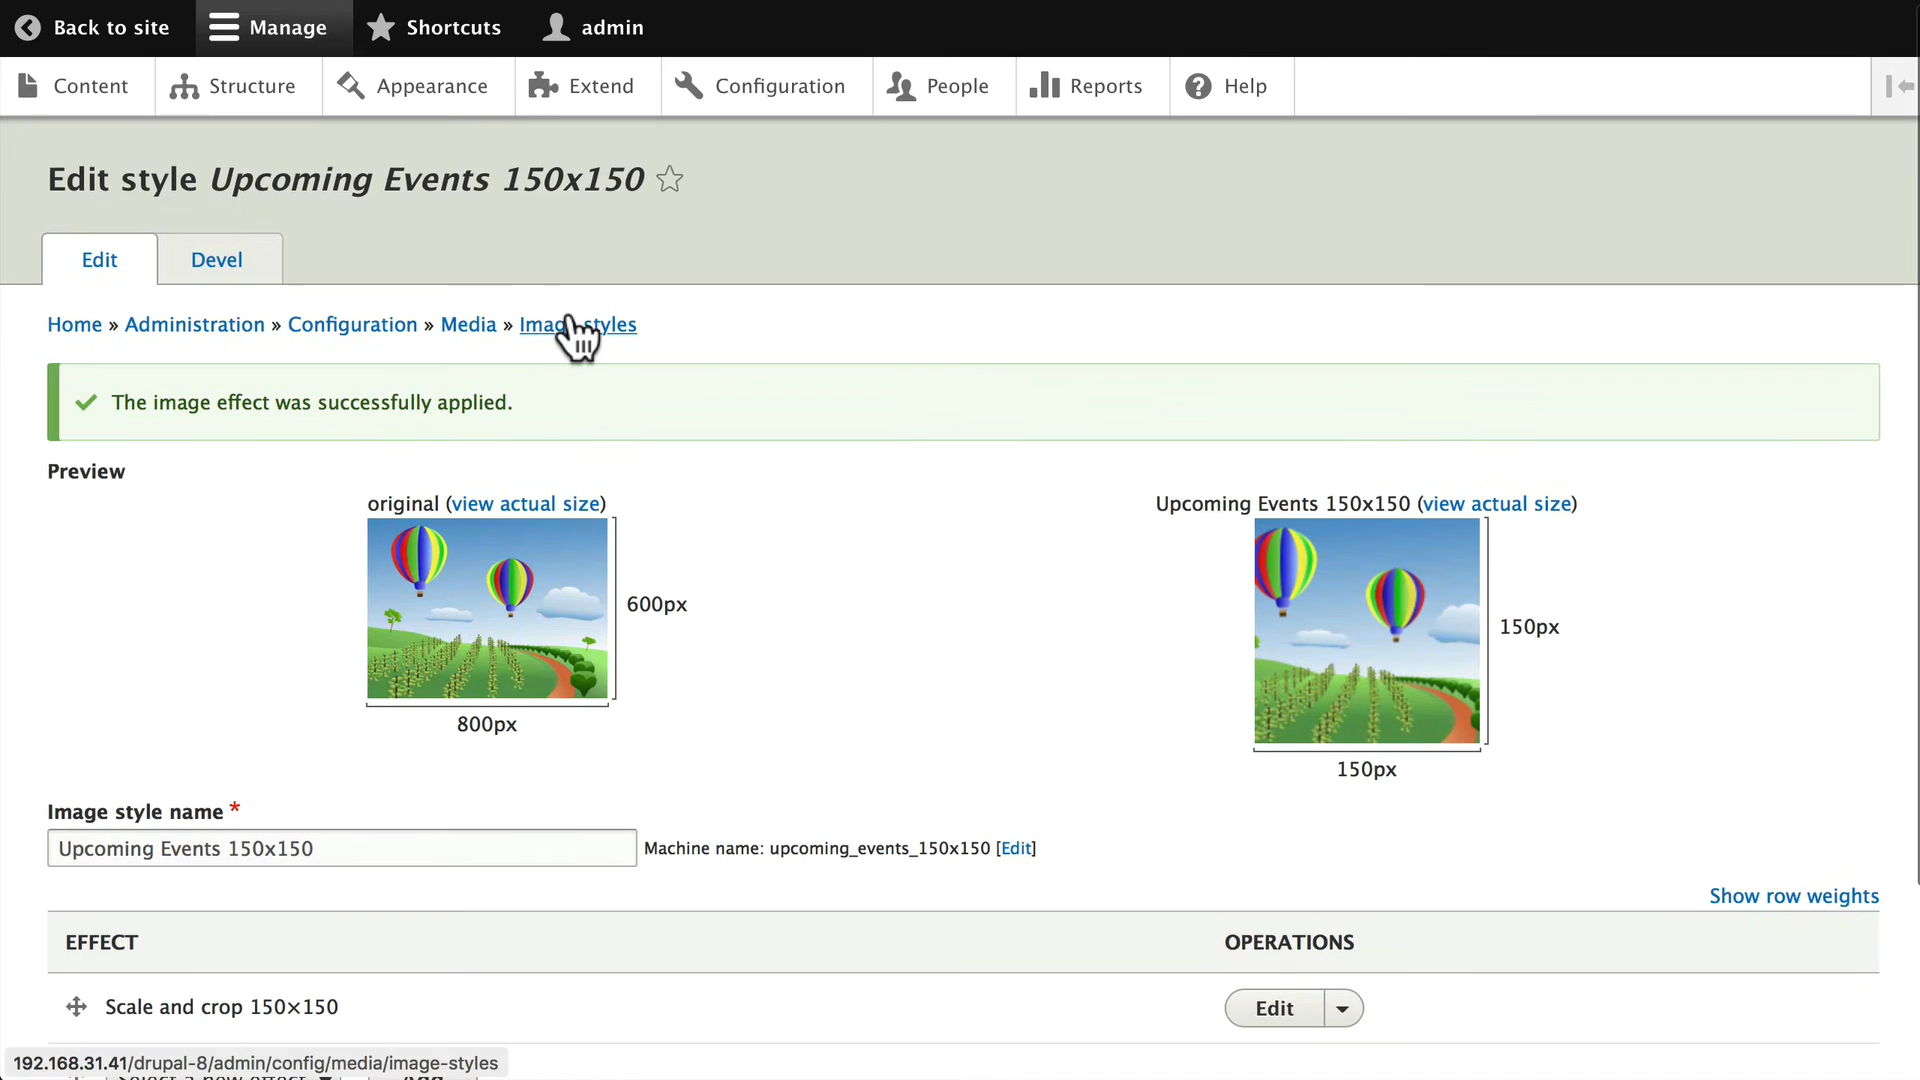 Back to site Manage Shortcuts admin
Content Structure Appearance Extend Configuration People Reports Help
Edit style Upcoming Events 150x150
Edit Devel
Home » Administration » Configuration » Media » Image styles
The image effect was successfully applied.
Preview
original (view actual size)
600px
800px
Upcoming Events 150x150 (view actual size)
150px
150px
Image style name *
Upcoming Events 150x150 Machine name: upcoming_events_150x150 [Edit]
Show row weights
EFFECT OPERATIONS
Scale and crop 150×150 Edit
192.168.31.41/drupal-8/admin/config/media/image-styles
Select a new effect Add